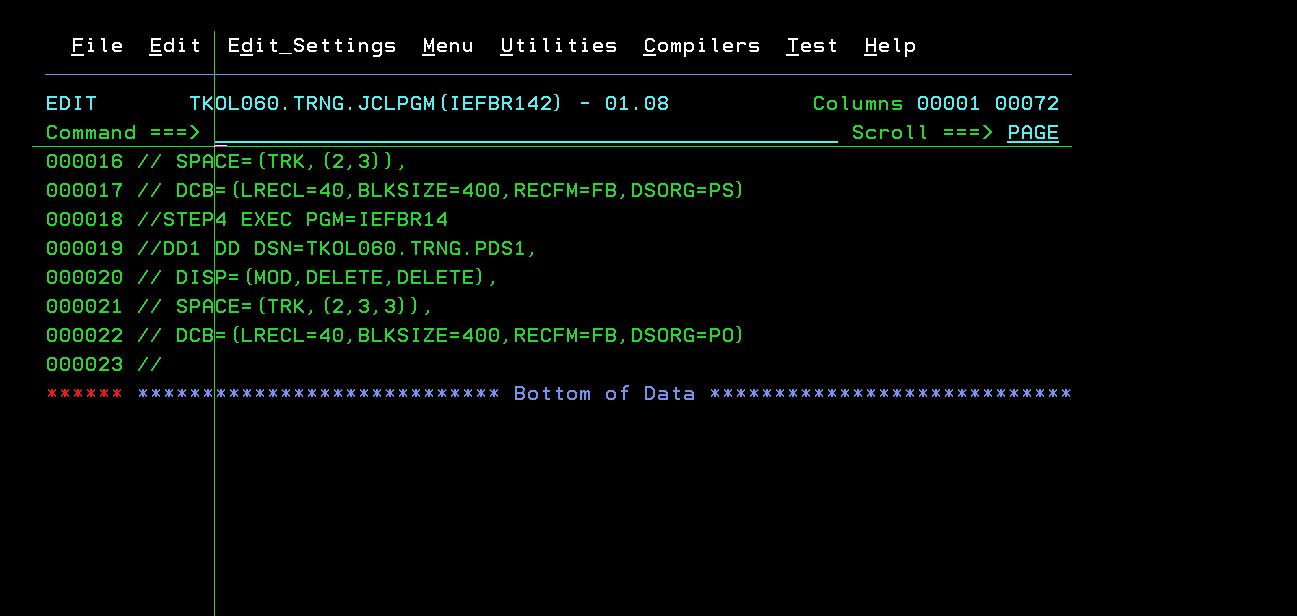 File Edit Edit_Settings Menu Utilities Compilers Test Help
EDIT TKOL060.TRNG.JCLPGM(IEFBR142) - 01.08 Columns 00001 00072
Command ===> Scroll ===> PAGE
000016 // SPACE=(TRK,(2,3)),
000017 // DCB=(LRECL=40,BLKSIZE=400,RECFM=FB,DSORG=PS)
000018 //STEP4 EXEC PGM=IEFBR14
000019 //DD1 DD DSN=TKOL060.TRNG.PDS1,
000020 // DISP=(MOD,DELETE,DELETE),
000021 // SPACE=(TRK,(2,3,3)),
000022 // DCB=(LRECL=40,BLKSIZE=400,RECFM=FB,DSORG=PO)
000023 //
****** **************************** Bottom of Data ****************************